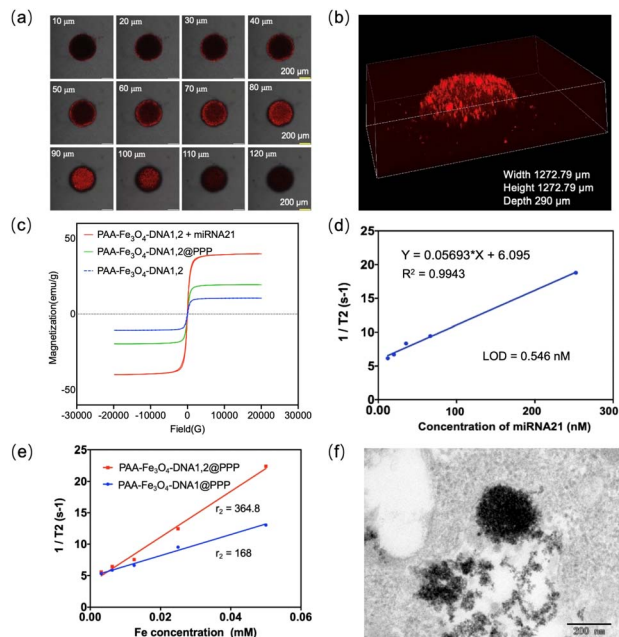 (a)
10 µm
20 µm
30 µm
40 µm
200 µm
50 µm
60 µm
70 µm
80 µm
200 µm
90 µm
100 µm
110 µm
120 µm
200 µm
(b)
Width 1272.79 µm
Height 1272.79 µm
Depth 290 µm
(c)
PAA-Fe₃O₄-DNA1,2 + miRNA21
PAA-Fe₃O₄-DNA1,2@PPP
PAA-Fe₃O₄-DNA1,2
Magnetization(emu/g)
50
0
-50
-30000 -20000 -10000 0 10000 20000 30000
Field(G)
(d)
Y = 0.05693*X + 6.095
R² = 0.9943
LOD = 0.546 nM
1 / T2 (s-1)
25
20
15
10
5
0
0.00 100 200 300
Concentration of miRNA21 (nM)
(e)
PAA-Fe₃O₄-DNA1,2@PPP
PAA-Fe₃O₄-DNA1@PPP
r₂ = 364.8
r₂ = 168
1 / T2 (s-1)
25
20
15
10
5
0
0.00 0.02 0.04 0.06
Fe concentration (mM)
(f)
200 nm